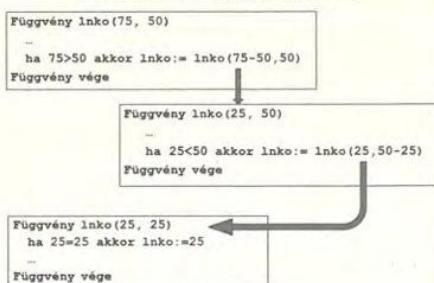 Függvény lnko(75, 50)
…
ha 75>50 akkor lnko:= lnko(75-50,50)
Függvény vége
Függvény lnko(25, 50)
…
ha 25<50 akkor lnko:= lnko(25,50-25)
Függvény vége
Függvény lnko(25, 25)
ha 25=25 akkor lnko:=25
…
Függvény vége